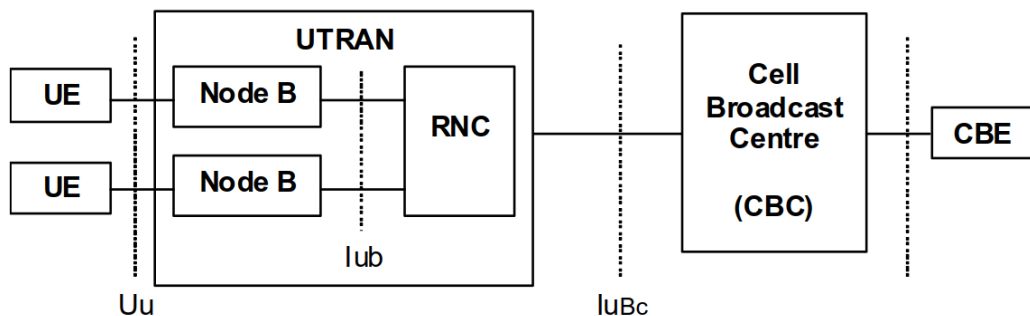 UTRAN
UE
Node B
RNC
UE
Node B
Iub
Uu
IuBc
Cell
Broadcast
Centre
(CBC)
CBE